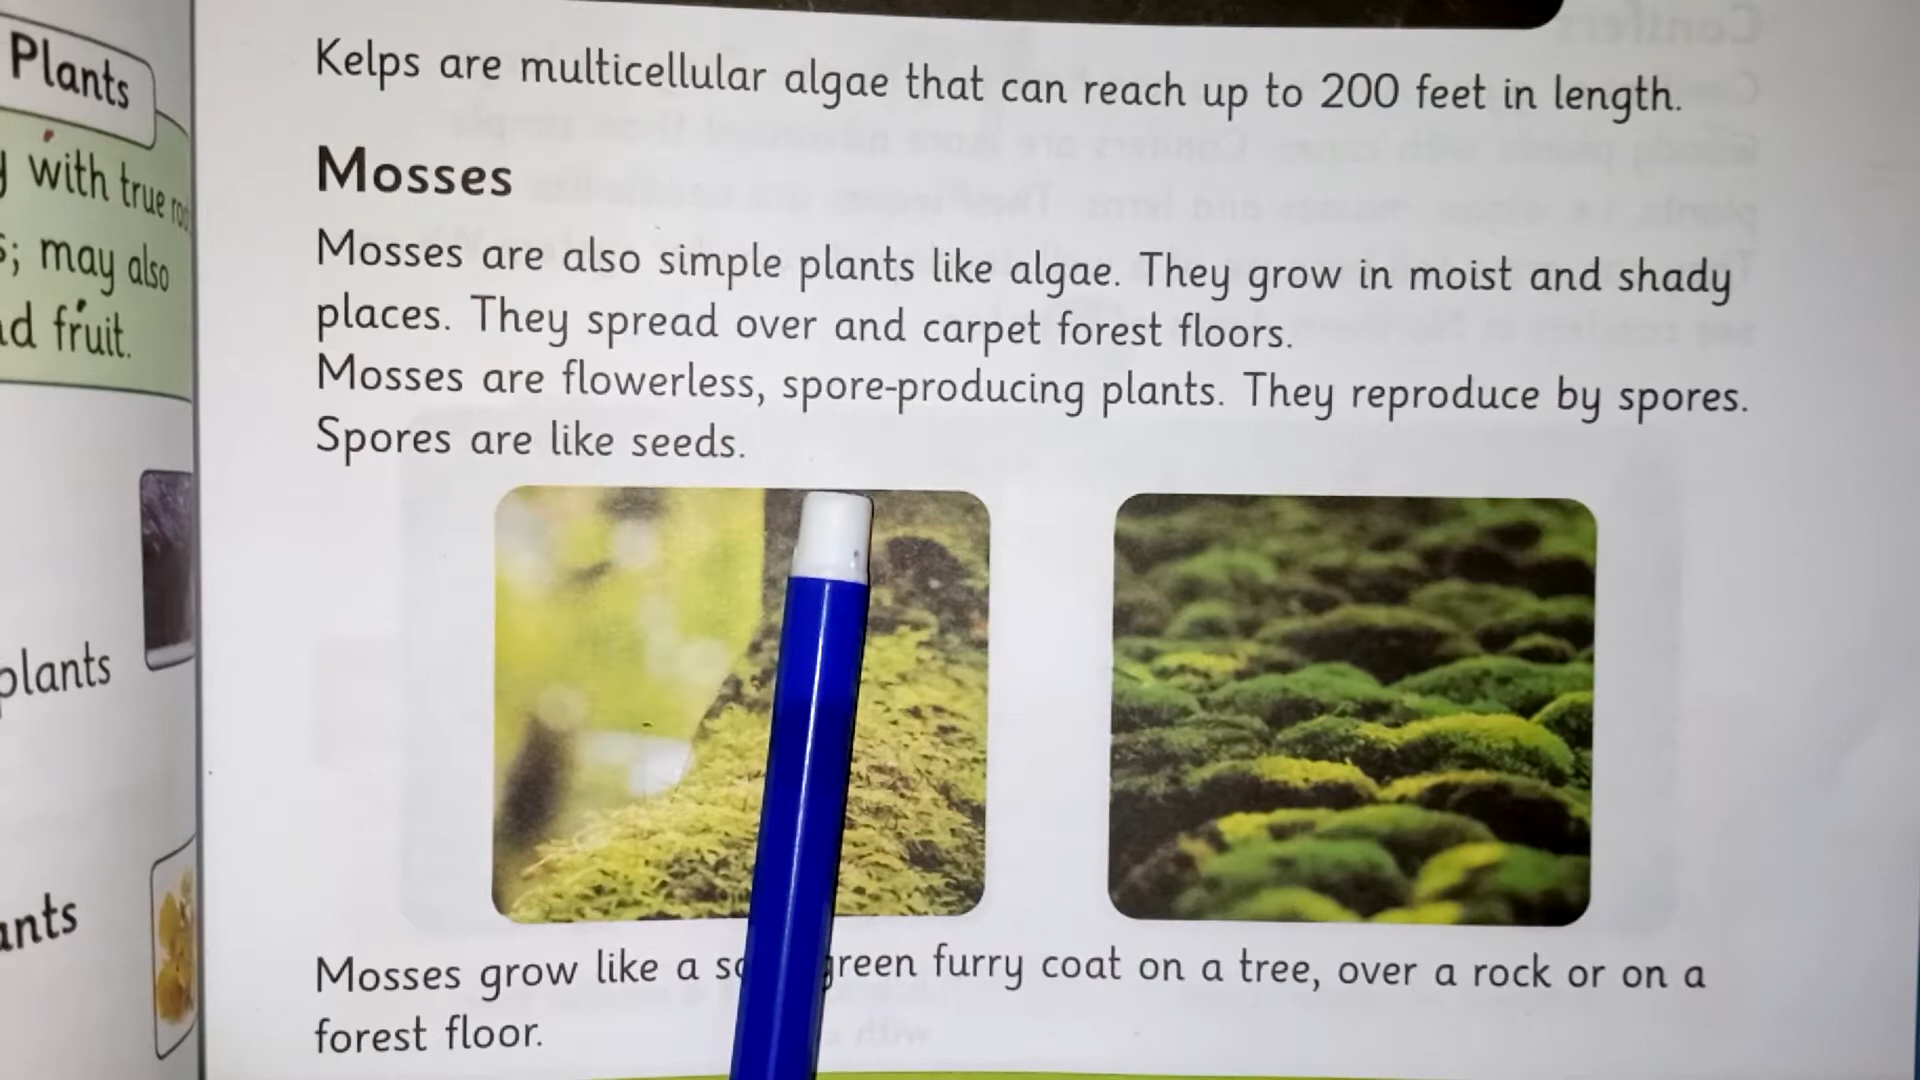 Plants
with true
s; may also
nd fruit.
plants
Kelps are multicellular algae that can reach up to 200 feet in length.
Mosses
Mosses are also simple plants like algae. They grow in moist and shady
places. They spread over and carpet forest floors.
Mosses are flowerless, spore-producing plants. They reproduce by spores.
Spores are like seeds.
Mosses grow like a green furry coat on a tree, over a rock or on a
forest floor.